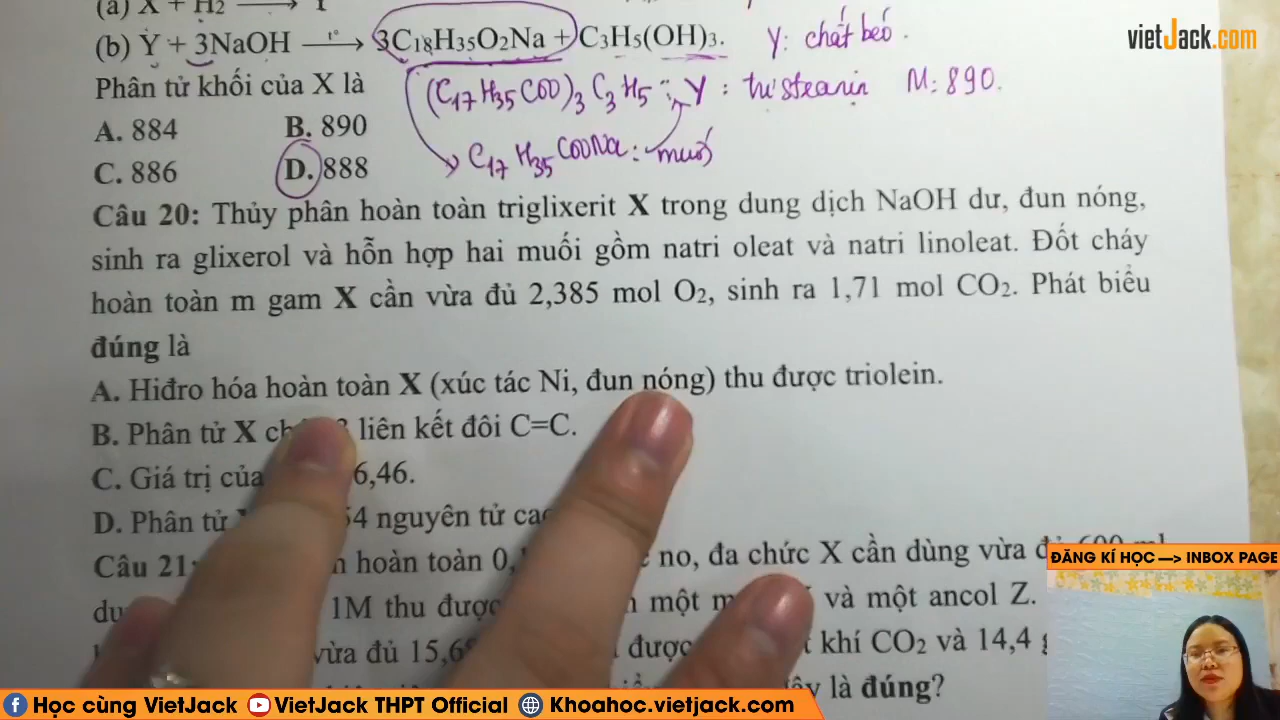 (a) X + H2 ⟶ Y
(b) Y + 3NaOH —t°→ 3C18H35O2Na + C3H5(OH)3. Y: chất béo.
Phân tử khối của X là (C17H35COO)3C3H5 : Y : tristearin M: 890.
A. 884 B. 890
C17H35COONa: muối
C. 886 D. 888
Câu 20: Thủy phân hoàn toàn triglixerit X trong dung dịch NaOH dư, đun nóng,
sinh ra glixerol và hỗn hợp hai muối gồm natri oleat và natri linoleat. Đốt cháy
hoàn toàn m gam X cần vừa đủ 2,385 mol O2, sinh ra 1,71 mol CO2. Phát biểu
đúng là
A. Hiđro hóa hoàn toàn X (xúc tác Ni, đun nóng) thu được triolein.
B. Phân tử X liên kết đôi C=C.
C. Giá trị của 6,46.
D. Phân tử 54 nguyên tử
Câu 21: hoàn toàn no, đa chức X cần dùng vừa
1M thu được một và một ancol Z.
vừa đủ được khí CO2 và 14,4
là đúng?
vietJack.com
ĐĂNG KÍ HỌC —> INBOX PAGE
Học cùng VietJack VietJack THPT Official Khoahoc.vietjack.com